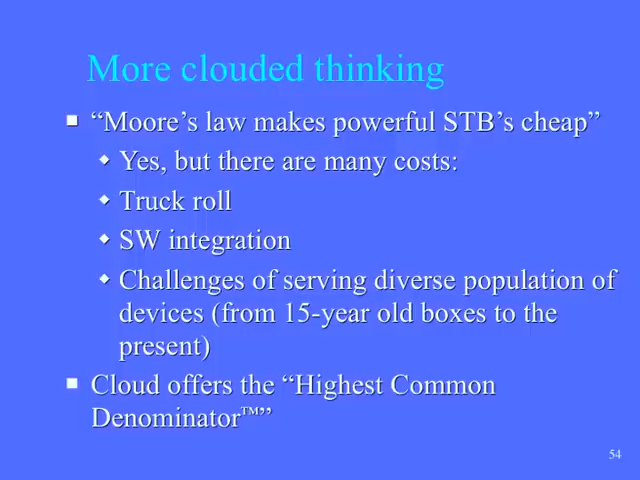 More clouded thinking
“Moore’s law makes powerful STB’s cheap”
Yes, but there are many costs:
Truck roll
SW integration
Challenges of serving diverse population of
devices (from 15-year old boxes to the
present)
Cloud offers the “Highest Common
Denominator™”
54